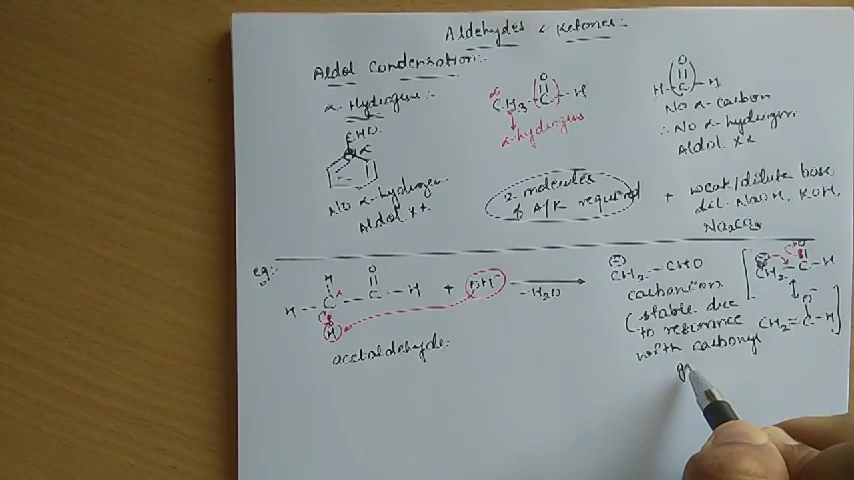 Aldehydes & Ketones:-
Aldol Condensation:-
α-Hydrogens:-
CHO
α
No α-hydrogen
Aldol xx
α
O
CH3 - C - H
α-hydrogens
O
H - C - H
No α-carbon
∴ No α-hydrogen
Aldol xx
2 molecules
of A/K required
+ weak/dilute base
dil. NaOH, KOH,
Na2CO3
eg:-
H
O
H - C - C - H + OH⁻
H
-H2O
acetaldehyde.
CH2 - CHO
carbanion
(stable due
to resonance
with carbonyl
g
CH2 - C - H
O⁻
CH2 = C - H